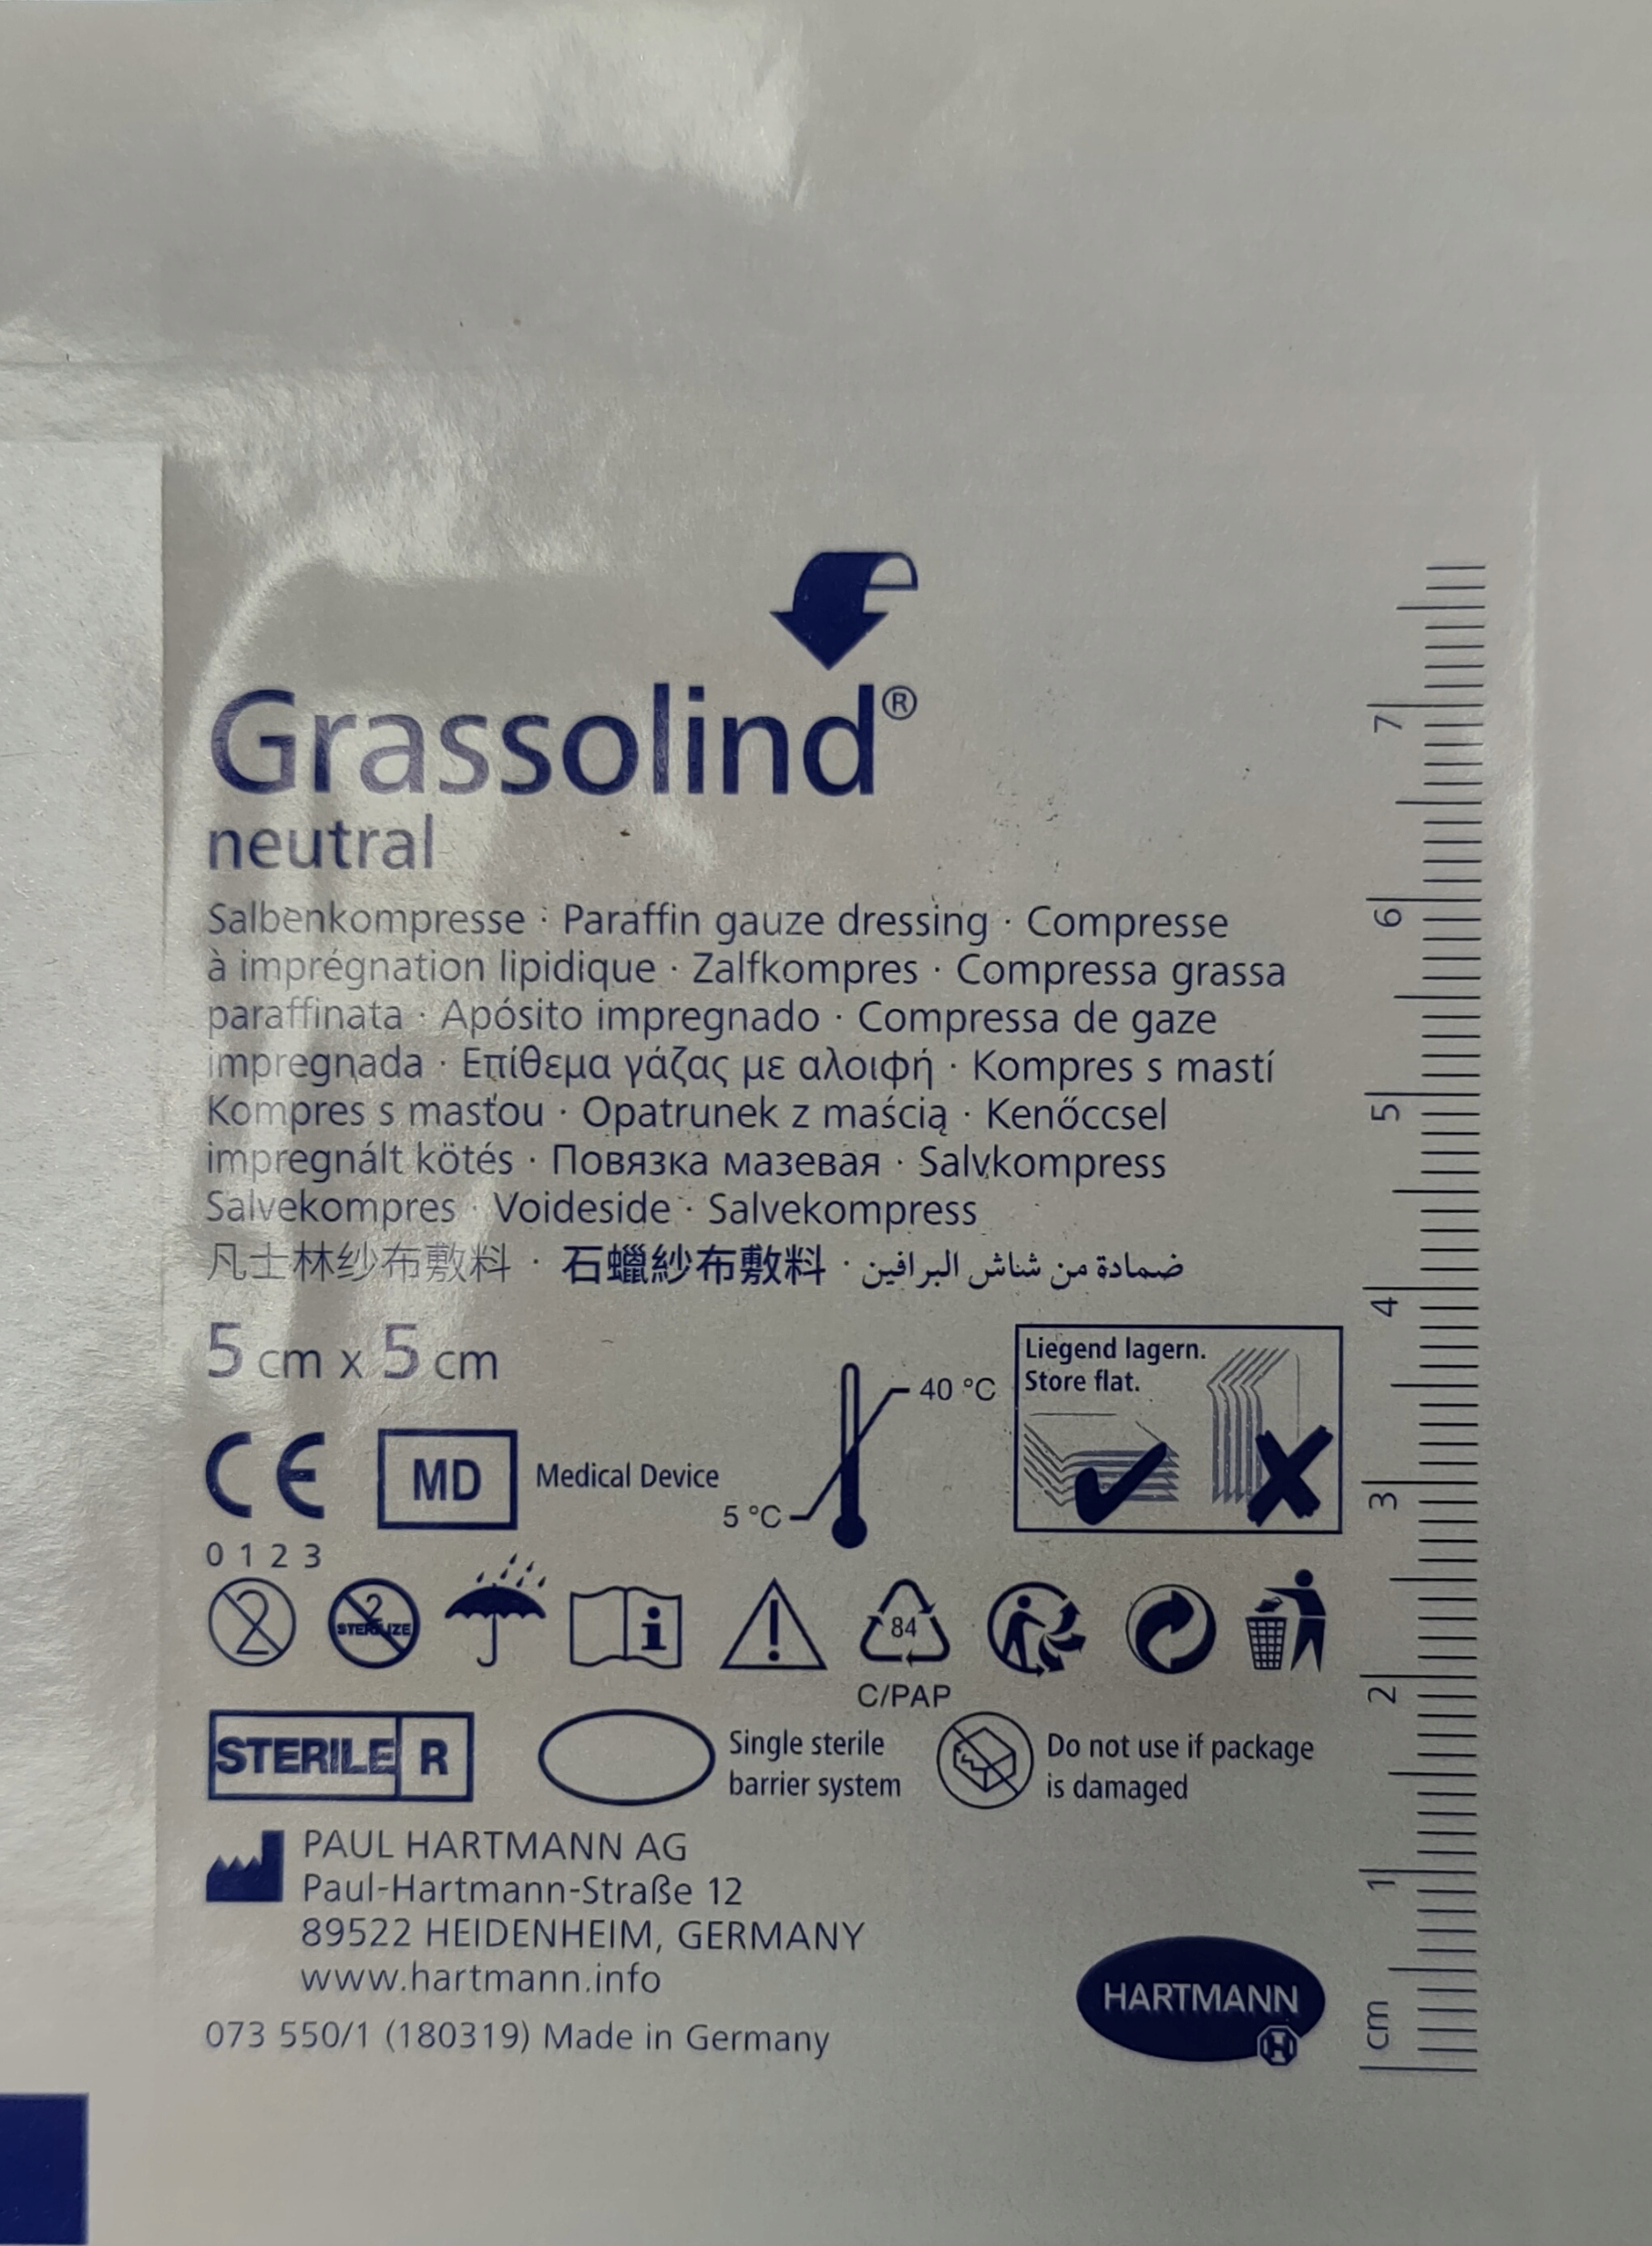 Grassolind®
neutral
Salbenkompresse · Paraffin gauze dressing · Compresse
à imprégnation lipidique · Zalfkompres · Compressa grassa
paraffinata · Apósito impregnado · Compressa de gaze
impregnada · Επίθεμα γάζας με αλοιφή · Kompres s mastí
Kompres s masťou · Opatrunek z maścią · Kenőccsel
impregnált kötés · Повязка мазевая · Salvkompress
Salvekompres · Voideside · Salvekompress
凡士林纱布敷料 · 石蠟紗布敷料 · ضمادة من شاش البرافين
5 cm x 5 cm
40 °C
Liegend lagern.
Store flat.
CE
MD
Medical Device
5 °C
0123
2
2
STERILIZE
i
!
84
C/PAP
STERILE R
Single sterile
barrier system
Do not use if package
is damaged
PAUL HARTMANN AG
Paul-Hartmann-Straße 12
89522 HEIDENHEIM, GERMANY
www.hartmann.info
073 550/1 (180319) Made in Germany
HARTMANN
H
7
6
5
4
3
2
1
cm